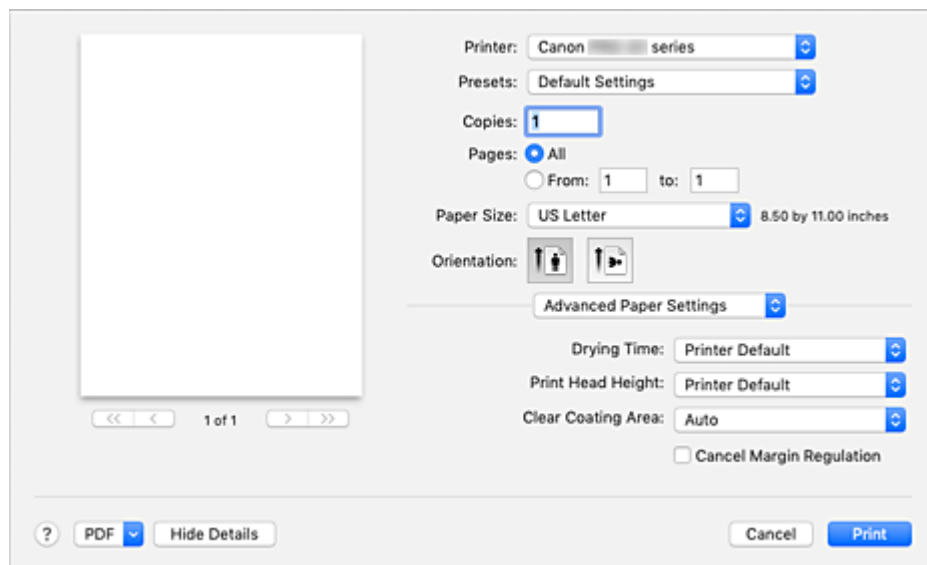 Printer: Canon series
Presets: Default Settings
Copies: 1
Pages: All
From: 1 to: 1
Paper Size: US Letter 8.50 by 11.00 inches
Orientation:
Advanced Paper Settings
Drying Time: Printer Default
Print Head Height: Printer Default
Clear Coating Area: Auto
Cancel Margin Regulation
<< < 1 of 1 > >>
? PDF Hide Details Cancel Print